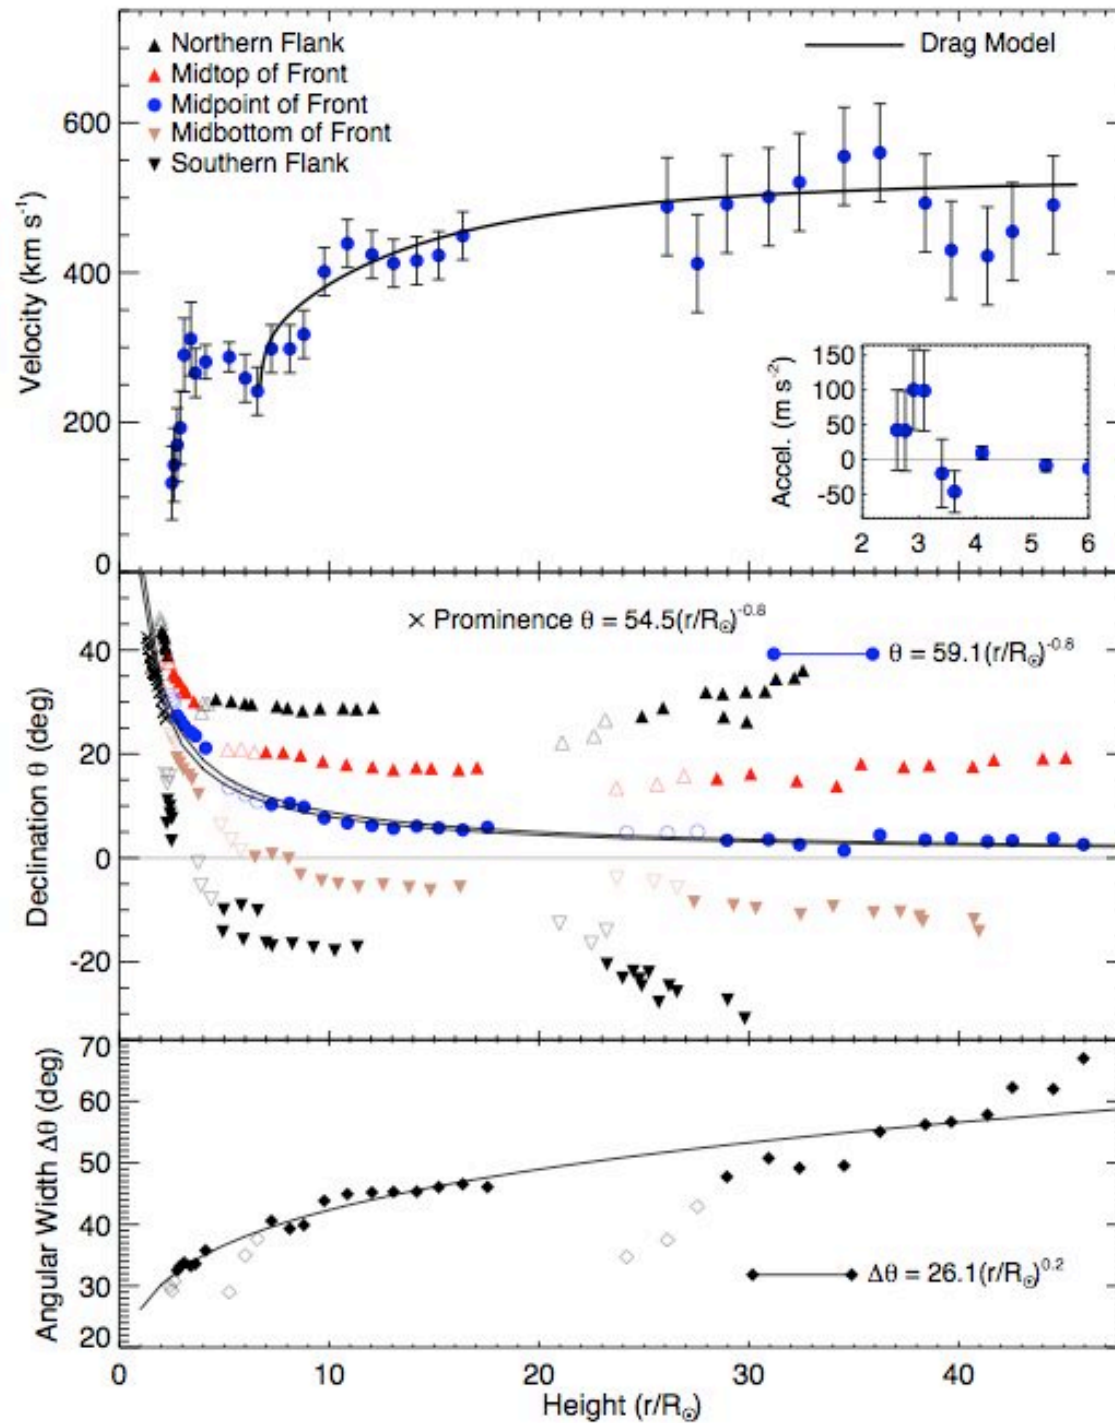 ▲ Northern Flank
▲ Midtop of Front
● Midpoint of Front
▼ Midbottom of Front
▼ Southern Flank
Drag Model
600
400
200
0
Velocity (km s⁻¹)
150
100
50
0
-50
Accel. (m s⁻²)
2 3 4 5 6
× Prominence θ = 54.5(r/R☉)^-0.8
θ = 59.1(r/R☉)^-0.8
40
20
0
-20
Declination θ (deg)
70
60
50
40
30
20
Angular Width Δθ (deg)
Δθ = 26.1(r/R☉)^0.2
0 10 20 30 40
Height (r/R☉)